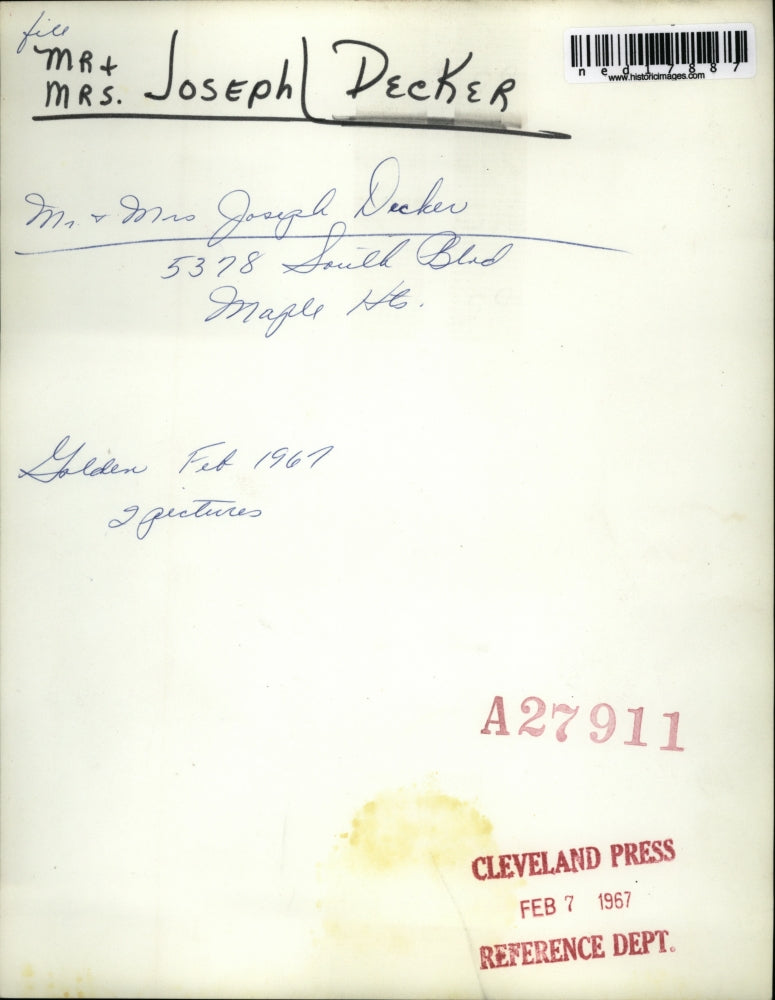 file
MR +
MRS. JOSEPH DECKER
ned17887
www.historicimages.com
Mr + Mrs Joseph Decker
5378 South Blvd
Maple Hts.
Golden Feb 1967
2 pictures
A27911
CLEVELAND PRESS
FEB 7 1967
REFERENCE DEPT.